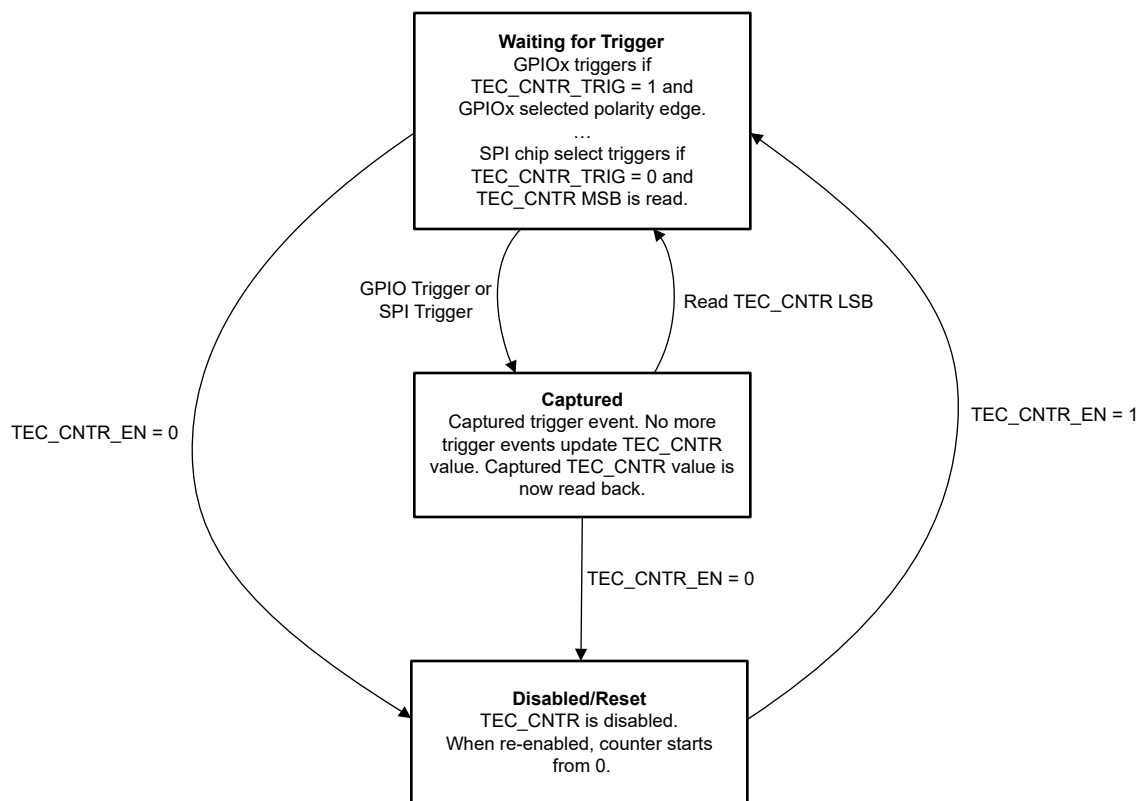 Waiting for Trigger
GPIOx triggers if
TEC_CNTR_TRIG = 1 and
GPIOx selected polarity edge.
…
SPI chip select triggers if
TEC_CNTR_TRIG = 0 and
TEC_CNTR MSB is read.
GPIO Trigger or
SPI Trigger
Read TEC_CNTR LSB
TEC_CNTR_EN = 0
Captured
Captured trigger event. No more
trigger events update TEC_CNTR
value. Captured TEC_CNTR value is
now read back.
TEC_CNTR_EN = 1
TEC_CNTR_EN = 0
Disabled/Reset
TEC_CNTR is disabled.
When re-enabled, counter starts
from 0.